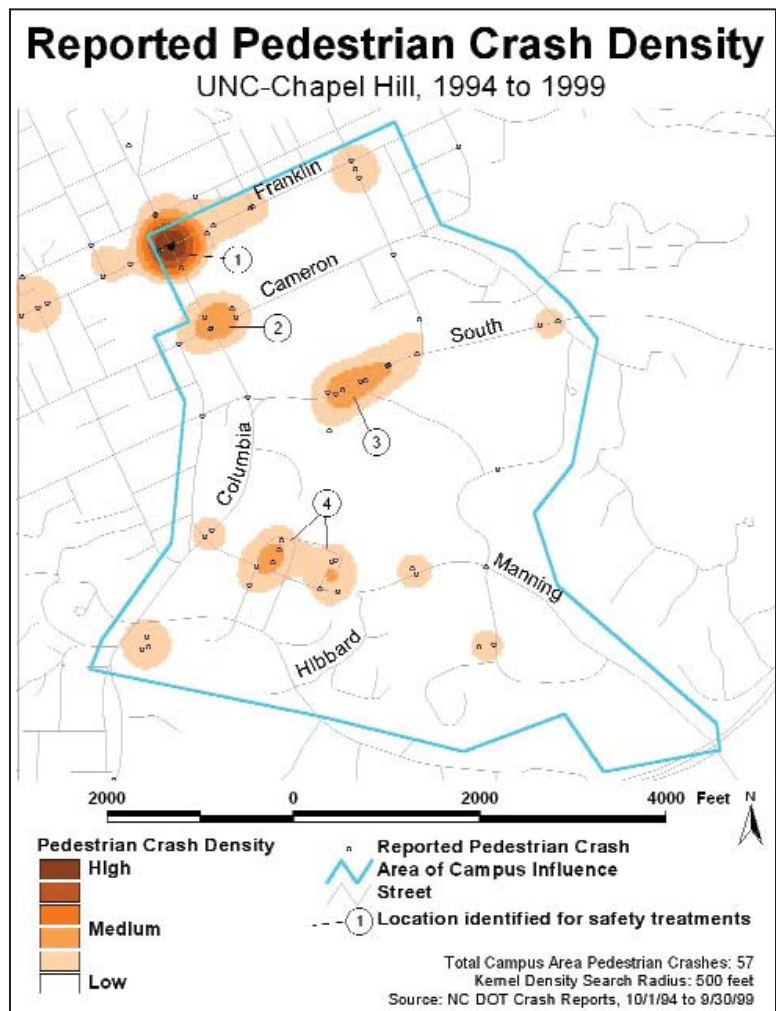 Reported Pedestrian Crash Density
UNC-Chapel Hill, 1994 to 1999
Franklin
1
Cameron
2
South
3
Columbia
4
Manning
Hibbard
2000 0 2000 4000 Feet N
Pedestrian Crash Density
High
Medium
Low
Reported Pedestrian Crash
Area of Campus Influence
Street
1 Location identified for safety treatments
Total Campus Area Pedestrian Crashes: 57
Kernel Density Search Radius: 500 feet
Source: NC DOT Crash Reports, 10/1/94 to 9/30/99